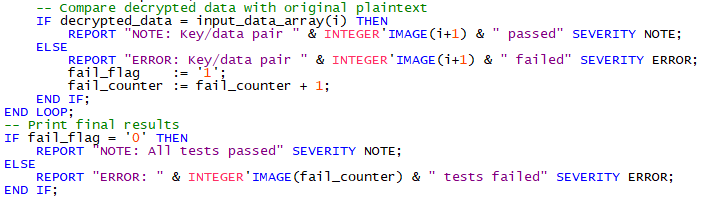 -- Compare decrypted data with original plaintext
IF decrypted_data = input_data_array(i) THEN
REPORT "NOTE: Key/data pair " & INTEGER'IMAGE(i+1) & " passed" SEVERITY NOTE;
ELSE
REPORT "ERROR: Key/data pair " & INTEGER'IMAGE(i+1) & " failed" SEVERITY ERROR;
fail_flag := '1';
fail_counter := fail_counter + 1;
END IF;
END LOOP;
-- Print final results
IF fail_flag = '0' THEN
REPORT "NOTE: All tests passed" SEVERITY NOTE;
ELSE
REPORT "ERROR: " & INTEGER'IMAGE(fail_counter) & " tests failed" SEVERITY ERROR;
END IF;